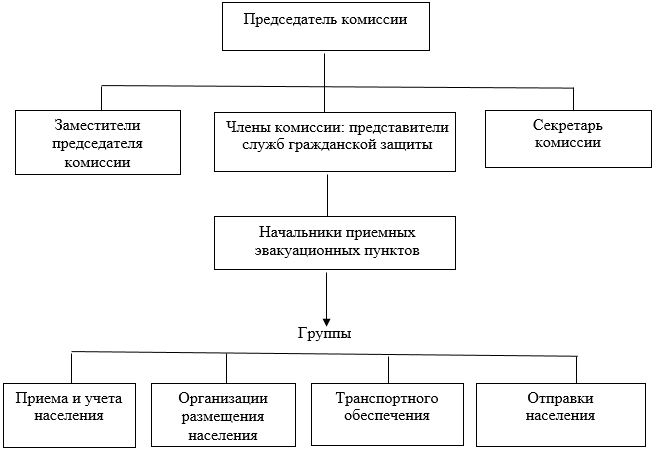 Председатель комиссии
Заместители
председателя
комиссии
Члены комиссии: представители
служб гражданской защиты
Секретарь
комиссии
Начальники приемных
эвакуационных пунктов
Группы
Приема и учета
населения
Организации
размещения
населения
Транспортного
обеспечения
Отправки
населения